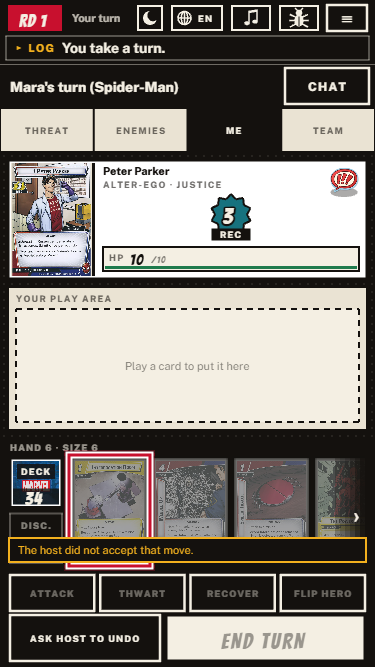 RD 1 Your turn EN
▸ LOG You take a turn.
Mara's turn (Spider-Man) CHAT
THREAT ENEMIES ME TEAM
Peter Parker
ALTER-EGO · JUSTICE
3
REC
HP 10 /10
YOUR PLAY AREA
Play a card to put it here
HAND 6 · SIZE 6
DECK
MARVEL
34
DISC.
The host did not accept that move.
ATTACK THWART RECOVER FLIP HERO
ASK HOST TO UNDO END TURN